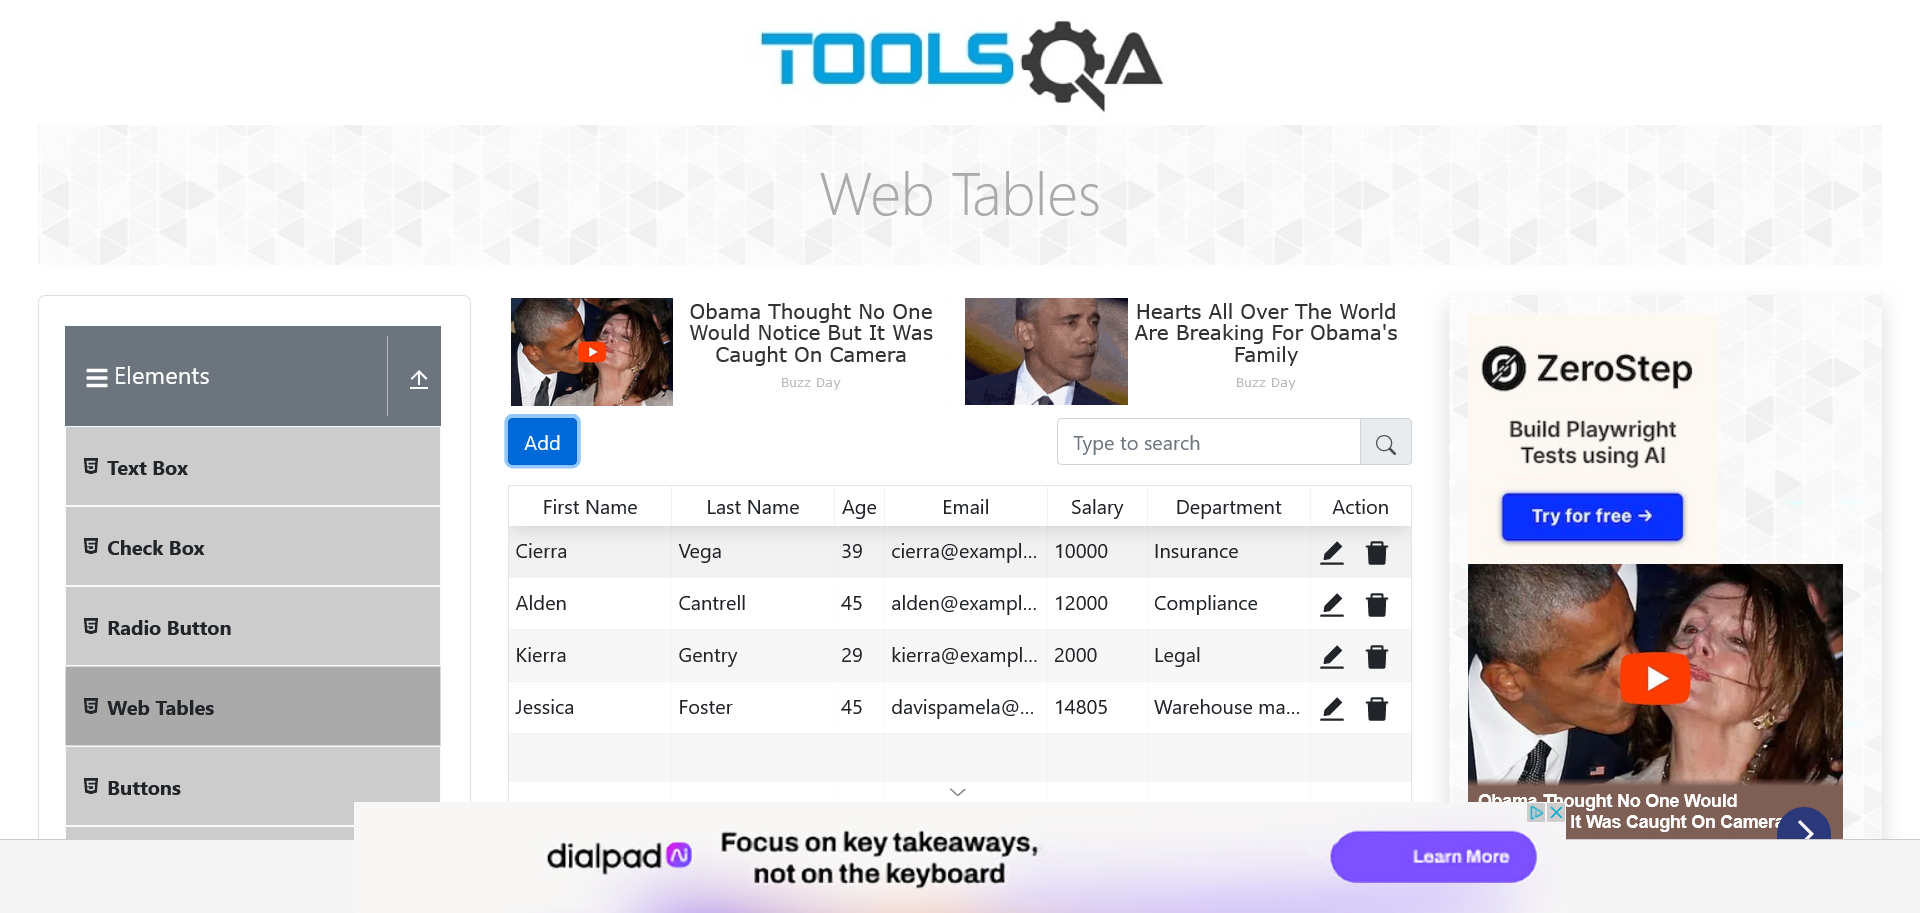 TOOLSQA
Web Tables
Elements
Text Box
Check Box
Radio Button
Web Tables
Buttons
Obama Thought No One
Would Notice But It Was
Caught On Camera
Buzz Day
Hearts All Over The World
Are Breaking For Obama's
Family
Buzz Day
Add
Type to search
First Name Last Name Age Email Salary Department Action
Cierra Vega 39 cierra@exampl... 10000 Insurance
Alden Cantrell 45 alden@exampl... 12000 Compliance
Kierra Gentry 29 kierra@exampl... 2000 Legal
Jessica Foster 45 davispamela@... 14805 Warehouse ma...
ZeroStep
Build Playwright
Tests using AI
Try for free →
Obama Thought No One Would
It Was Caught On Camera
dialpad Ai
Focus on key takeaways,
not on the keyboard
Learn More